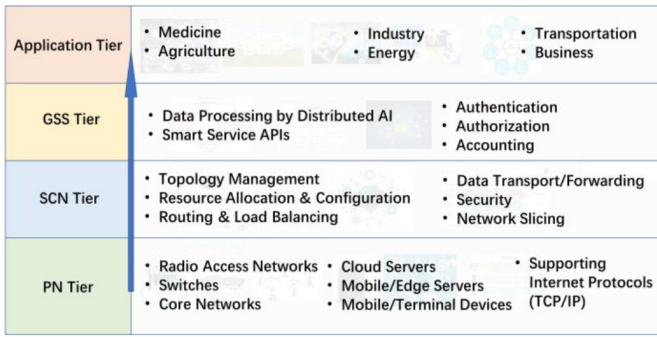 Application Tier
• Medicine
• Agriculture
• Industry
• Energy
• Transportation
• Business
GSS Tier
• Data Processing by Distributed AI
• Smart Service APIs
• Authentication
• Authorization
• Accounting
SCN Tier
• Topology Management
• Resource Allocation & Configuration
• Routing & Load Balancing
• Data Transport/Forwarding
• Security
• Network Slicing
PN Tier
• Radio Access Networks
• Switches
• Core Networks
• Cloud Servers
• Mobile/Edge Servers
• Mobile/Terminal Devices
• Supporting
Internet Protocols
(TCP/IP)